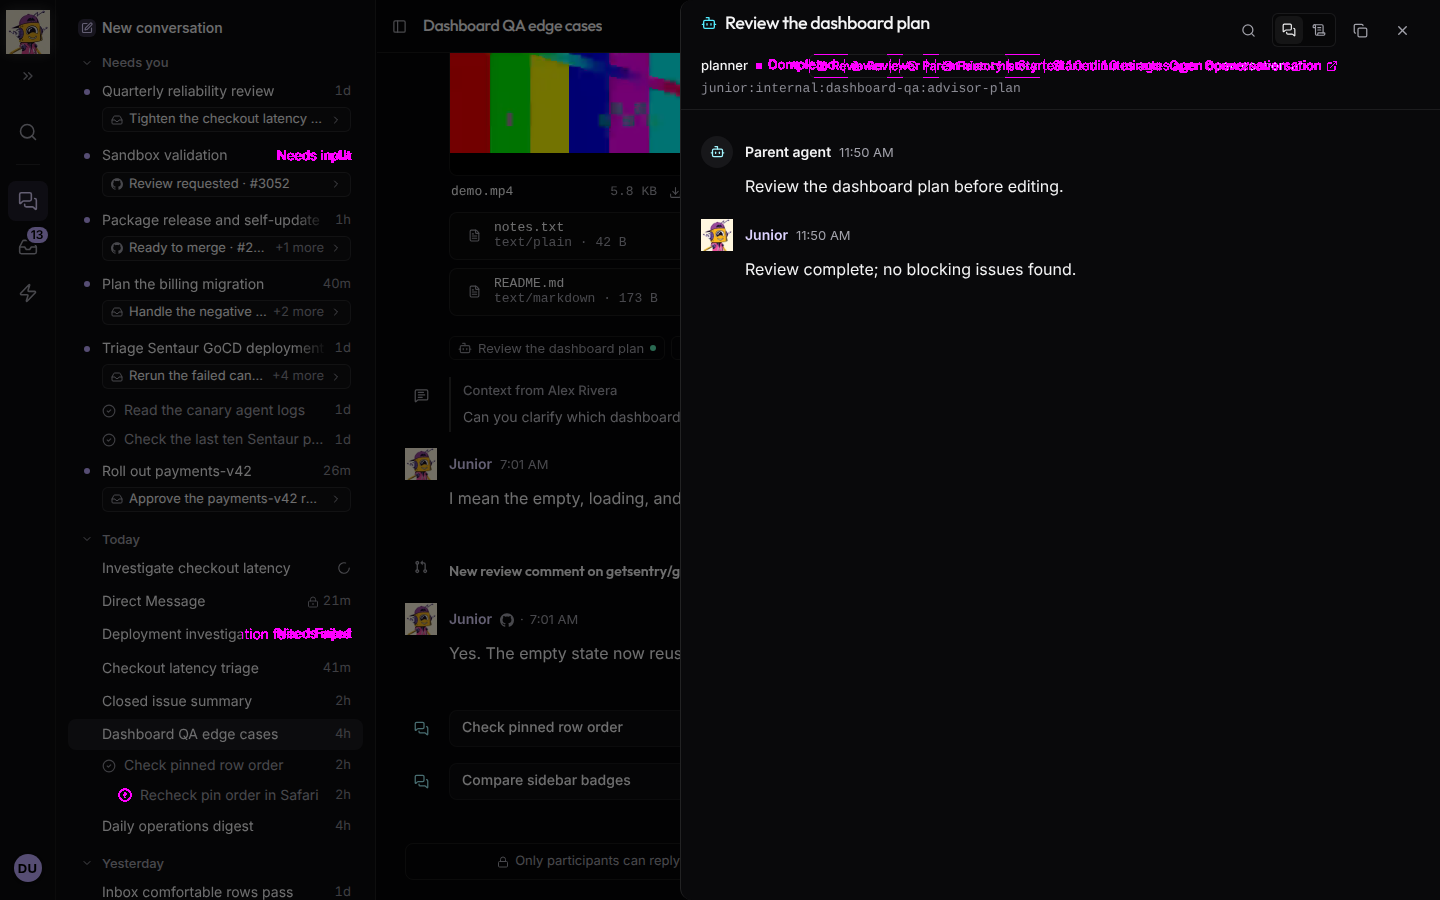 New conversation
Needs you
Quarterly reliability review 1d
Tighten the checkout latency ...
Sandbox validation
Review requested · #3052
Package release and self-update 1h
Ready to merge · #2... +1 more
Plan the billing migration 40m
Handle the negative ... +2 more
Triage Sentaur GoCD deployment 1d
Rerun the failed can... +4 more
Read the canary agent logs 1d
Check the last ten Sentaur p... 1d
Roll out payments-v42 26m
Approve the payments-v42 r...
Today
Investigate checkout latency
Direct Message 21m
Deployment investigation
Checkout latency triage 41m
Closed issue summary 2h
Dashboard QA edge cases 4h
Check pinned row order 2h
Recheck pin order in Safari 2h
Daily operations digest 4h
Yesterday
Inbox comfortable rows pass 1d
13
DU
Dashboard QA edge cases
demo.mp4 5.8 KB
notes.txt
text/plain · 42 B
README.md
text/markdown · 173 B
Review the dashboard plan
Context from Alex Rivera
Can you clarify which dashboard
Junior 7:01 AM
I mean the empty, loading, and
New review comment on getsentry/g
Junior · 7:01 AM
Yes. The empty state now reus
Check pinned row order
Compare sidebar badges
Only participants can reply
Review the dashboard plan
planner
junior:internal:dashboard-qa:advisor-plan
Parent agent 11:50 AM
Review the dashboard plan before editing.
Junior 11:50 AM
Review complete; no blocking issues found.